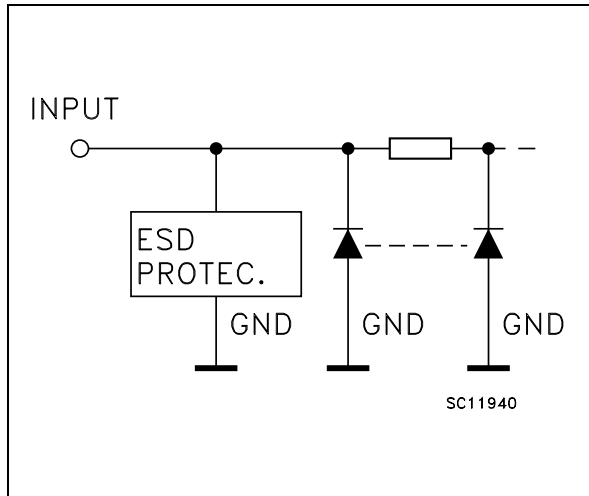 INPUT
ESD
PROTEC.
GND
GND
GND
SC11940